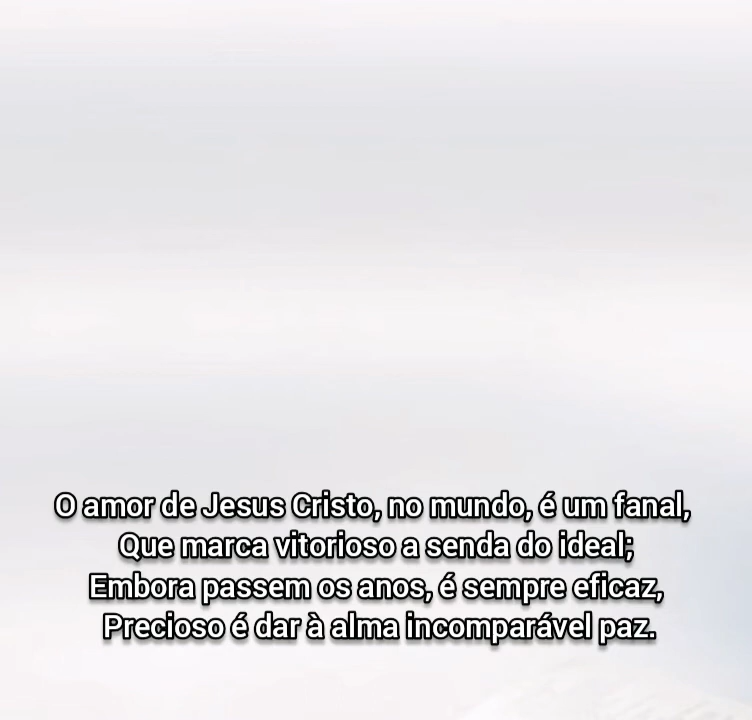 O amor de Jesus Cristo, no mundo, é um fanal,
Que marca vitorioso a senda do ideal;
Embora passem os anos, é sempre eficaz,
Precioso é dar à alma incomparável paz.